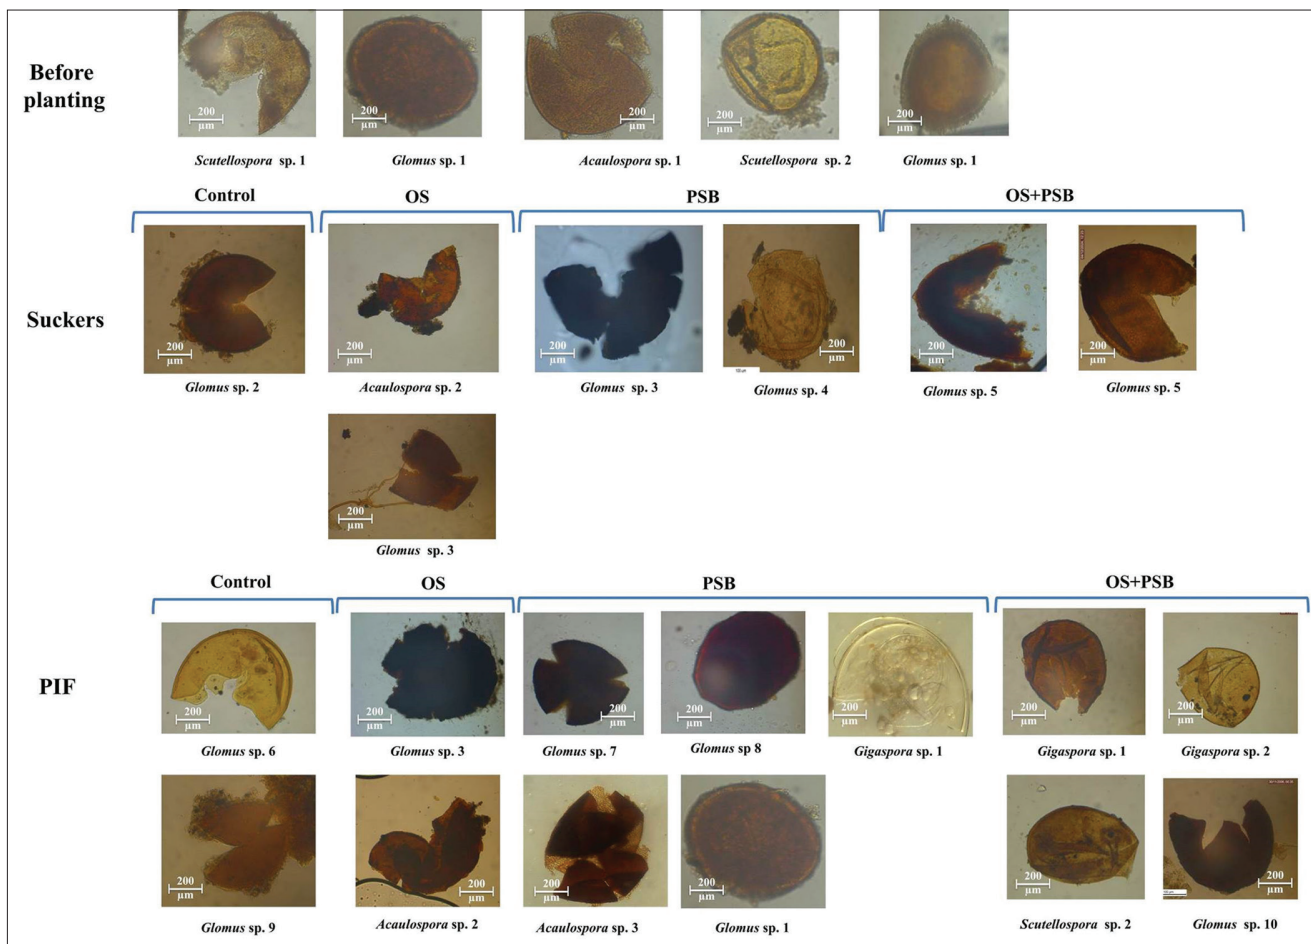 Before
planting
200
µm
200
µm
200
µm
200
µm
200
µm
Scutellospora sp. 1
Glomus sp. 1
Acaulospora sp. 1
Scutellospora sp. 2
Glomus sp. 1
Control
OS
PSB
OS+PSB
Suckers
200
µm
200
µm
200
µm
200
µm
200
µm
200
µm
Glomus sp. 2
Acaulospora sp. 2
Glomus sp. 3
Glomus sp. 4
Glomus sp. 5
Glomus sp. 5
200
µm
Glomus sp. 3
Control
OS
PSB
OS+PSB
PIF
200
µm
200
µm
200
µm
200
µm
200
µm
200
µm
200
µm
Glomus sp. 6
Glomus sp. 3
Glomus sp. 7
Glomus sp 8
Gigaspora sp. 1
Gigaspora sp. 1
Gigaspora sp. 2
200
µm
200
µm
200
µm
200
µm
200
µm
200
µm
Glomus sp. 9
Acaulospora sp. 2
Acaulospora sp. 3
Glomus sp. 1
Scutellospora sp. 2
Glomus sp. 10